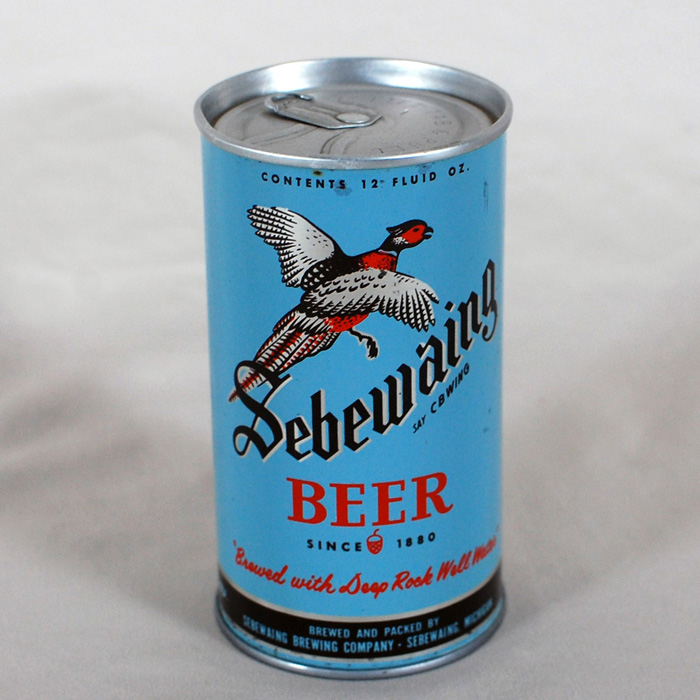 CONTENTS 12 FLUID OZ.
Sebewaing
SAY CBWING
BEER
SINCE 1880
"Brewed with Deep Rock Well Water"
BREWED AND PACKED BY
SEBEWAING BREWING COMPANY - SEBEWAING, MICHIGAN